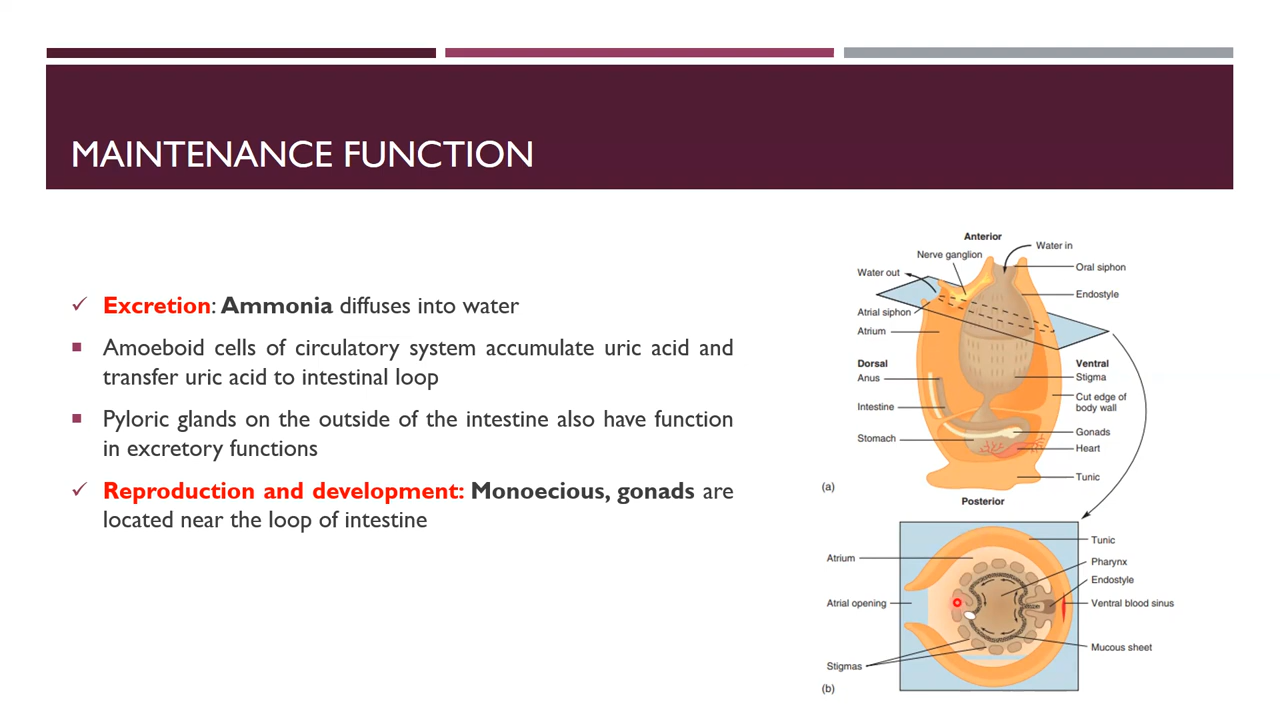 MAINTENANCE FUNCTION
Excretion: Ammonia diffuses into water
Amoeboid cells of circulatory system accumulate uric acid and
transfer uric acid to intestinal loop
Pyloric glands on the outside of the intestine also have function
in excretory functions
Reproduction and development: Monoecious, gonads are
located near the loop of intestine
Anterior
Water in
Nerve ganglion
Oral siphon
Water out
Endostyle
Atrial siphon
Atrium
Dorsal
Ventral
Anus
Stigma
Cut edge of
body wall
Intestine
Gonads
Stomach
Heart
Tunic
(a)
Posterior
Tunic
Atrium
Pharynx
Endostyle
Atrial opening
Ventral blood sinus
Mucous sheet
Stigmas
(b)